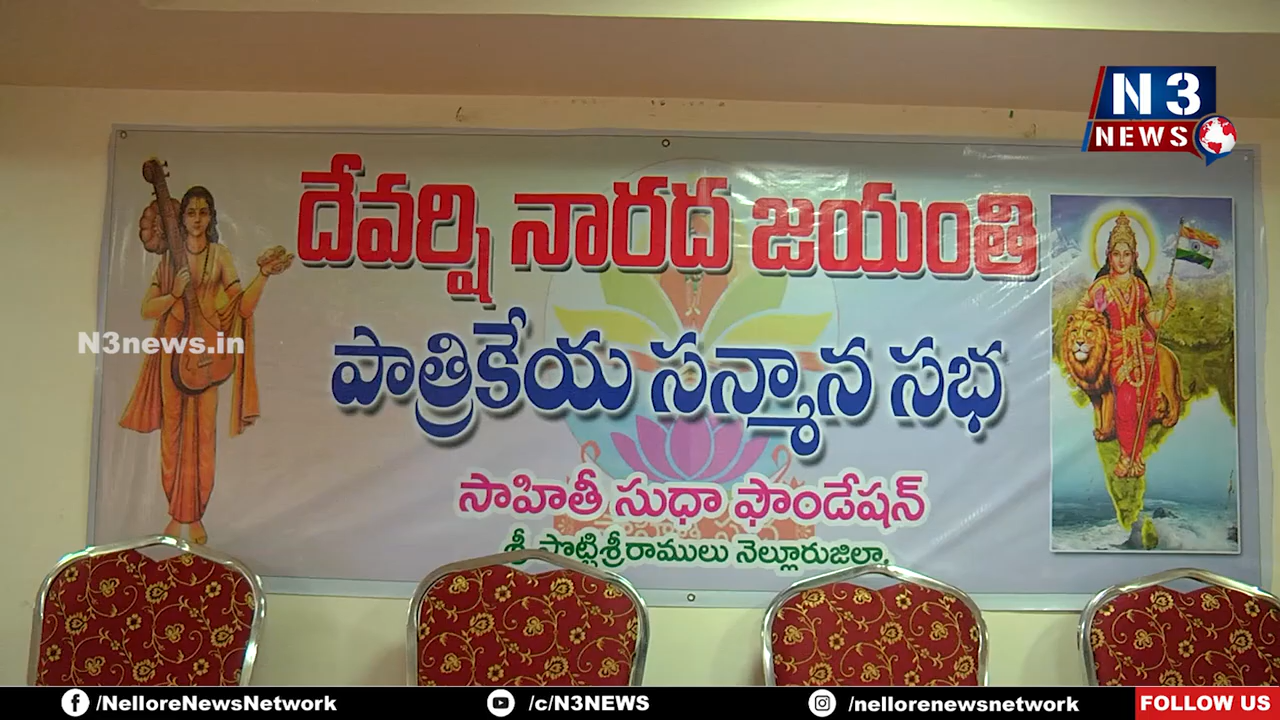 N3
NEWS
దేవర్షి నారద జయంతి
N3news.in
పాత్రికేయ సన్మాన సభ
సాహితీ సుధా ఫౌండేషన్
శ్రీ పొట్టిశ్రీరాములు నెల్లూరుజిల్లా.
/NelloreNewsNetwork
/c/N3NEWS
/nellorenewsnetwork
FOLLOW US